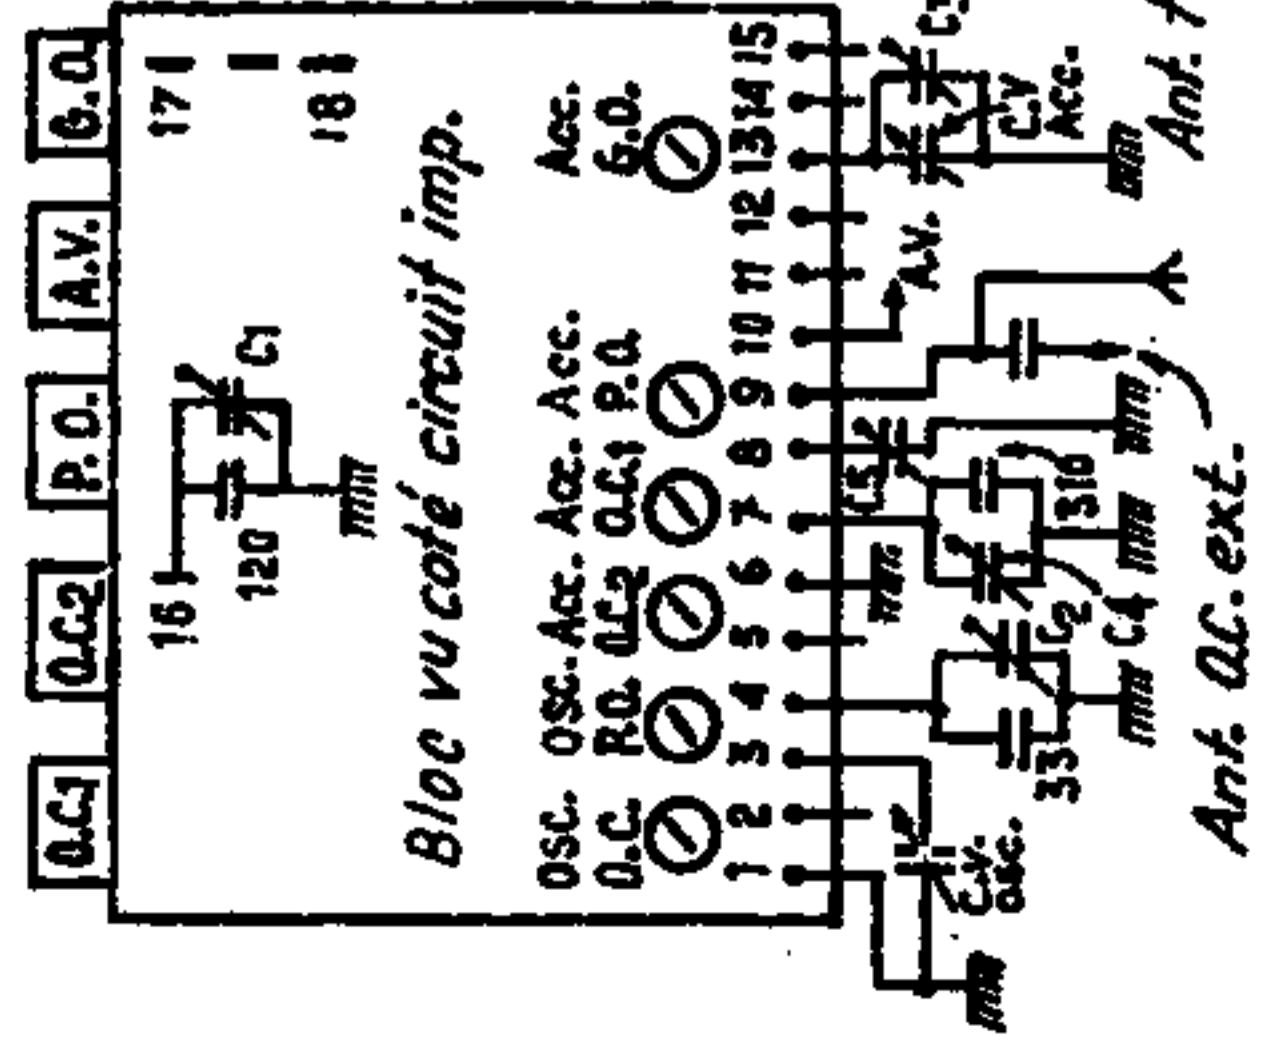 O.C.1
O.C.2
P.O.
A.V.
G.O.
16
120
C1
17
18
Bloc vu coté circuit imp.
OSC. OSC. Acc. Acc. Acc. Acc.
O.C. P.O. O.C.2 O.C.1 P.O. G.O.
1 2 3 4 5 6 7 8 9 10 11 12 13 14 15
C.V.
OSC.
33
C2
C4
C5
3310
A.V.
C.V
Acc.
Ant. O.C. ext.
Ant.